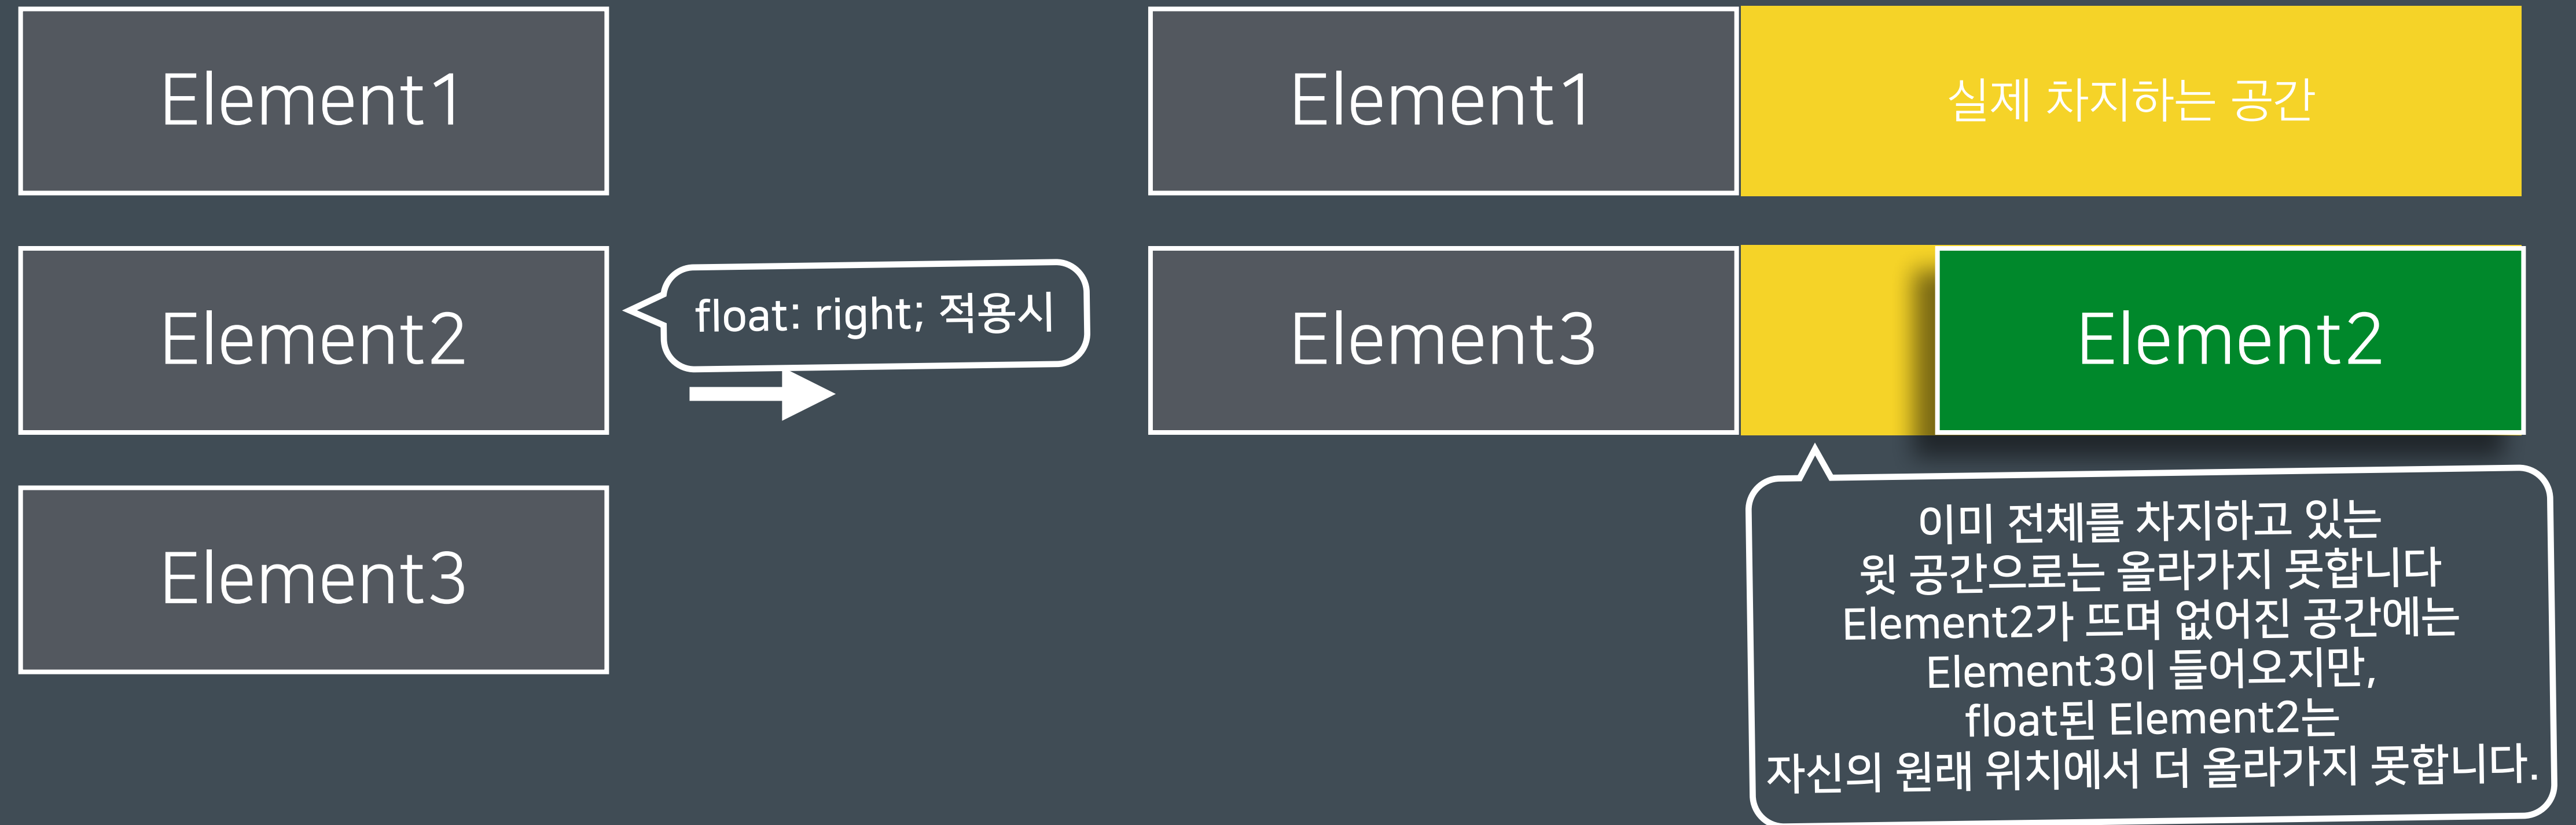 Element1
Element2
float: right; 적용시
Element3
Element1
실제 차지하는 공간
Element3
Element2
이미 전체를 차지하고 있는
윗 공간으로는 올라가지 못합니다
Element2가 뜨며 없어진 공간에는
Element3이 들어오지만,
float된 Element2는
자신의 원래 위치에서 더 올라가지 못합니다.